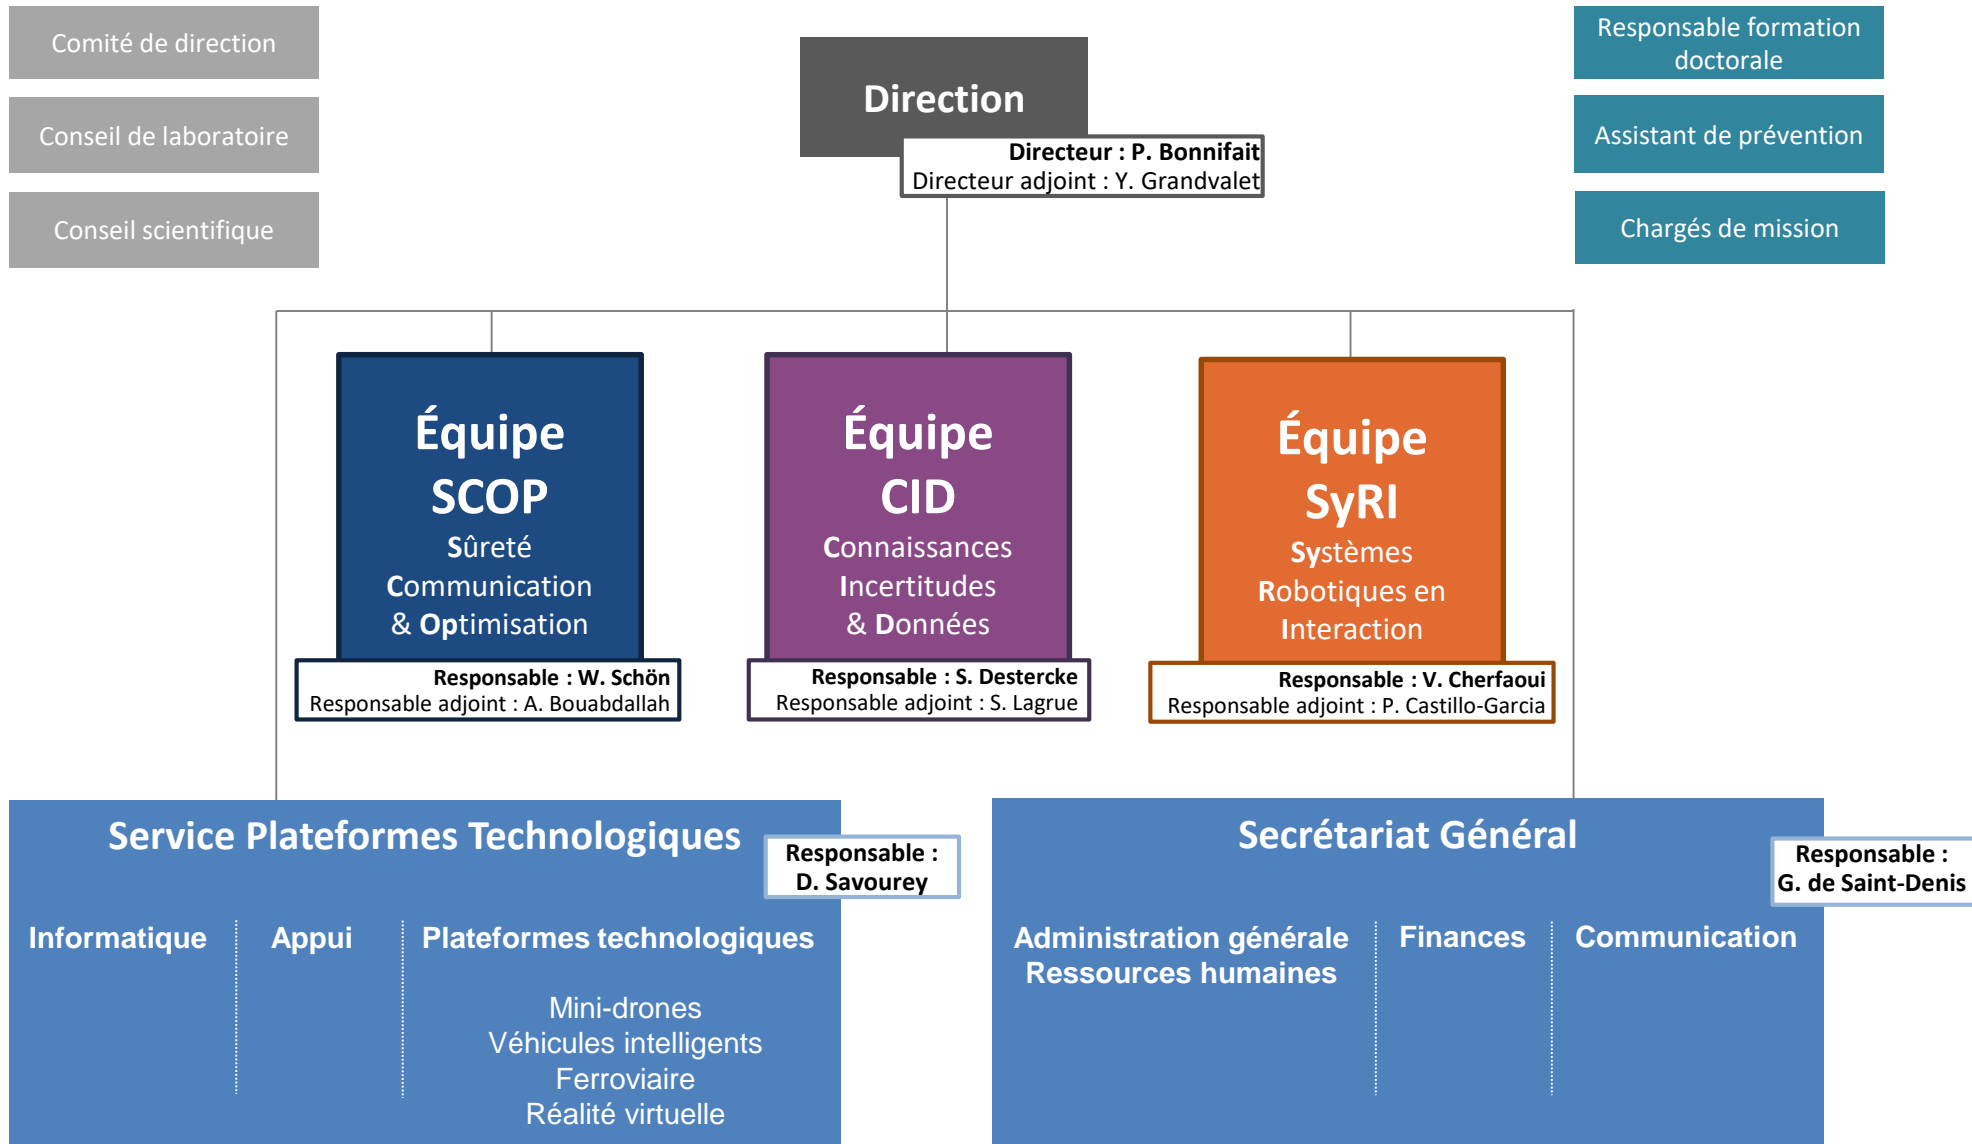 Comité de direction
Conseil de laboratoire
Conseil scientifique
Direction
Directeur : P. Bonnifait
Directeur adjoint : Y. Grandvalet
Responsable formation
doctorale
Assistant de prévention
Chargés de mission
Équipe
SCOP
Sûreté
Communication
& Optimisation
Responsable : W. Schön
Responsable adjoint : A. Bouabdallah
Équipe
CID
Connaissances
Incertitudes
& Données
Responsable : S. Destercke
Responsable adjoint : S. Lagrue
Équipe
SyRI
Systèmes
Robotiques en
Interaction
Responsable : V. Cherfaoui
Responsable adjoint : P. Castillo-Garcia
Service Plateformes Technologiques
Responsable :
D. Savourey
Informatique
Appui
Plateformes technologiques
Mini-drones
Véhicules intelligents
Ferroviaire
Réalité virtuelle
Secrétariat Général
Responsable :
G. de Saint-Denis
Administration générale
Ressources humaines
Finances
Communication